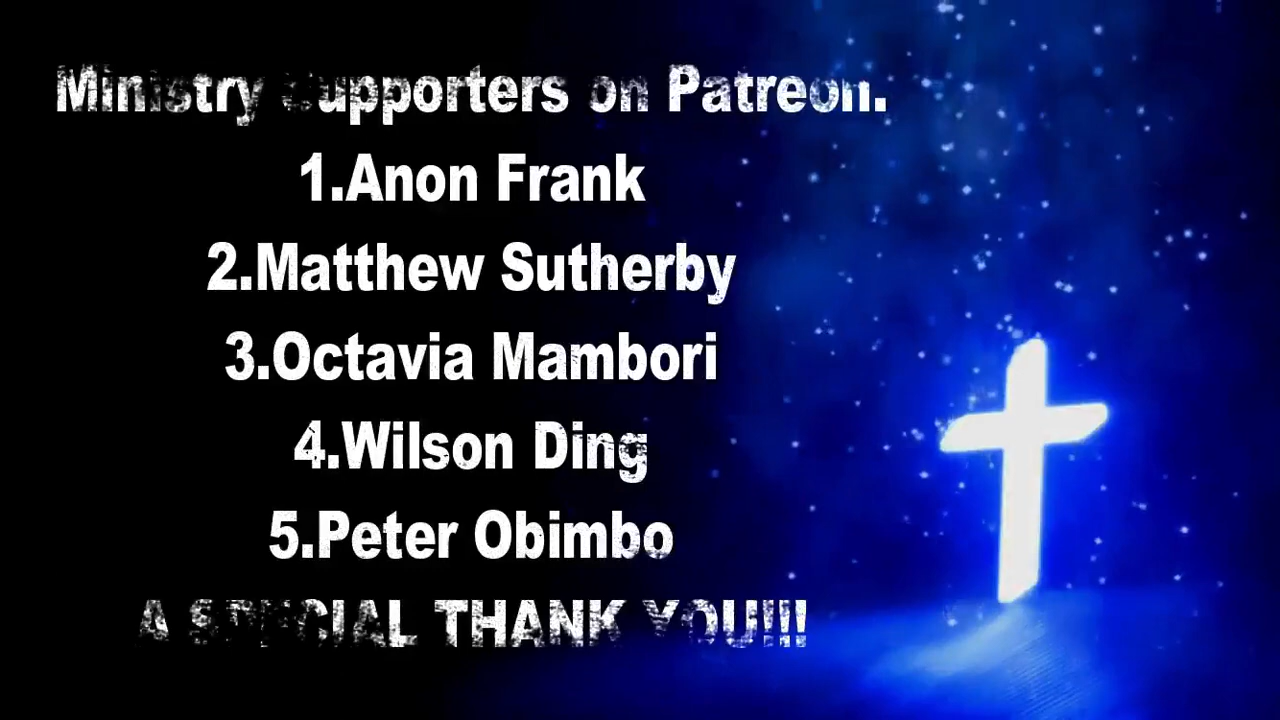 Ministry Supporters on Patreon.
1.Anon Frank
2.Matthew Sutherby
3.Octavia Mambori
4.Wilson Ding
5.Peter Obimbo
A SPECIAL THANK YOU!!!